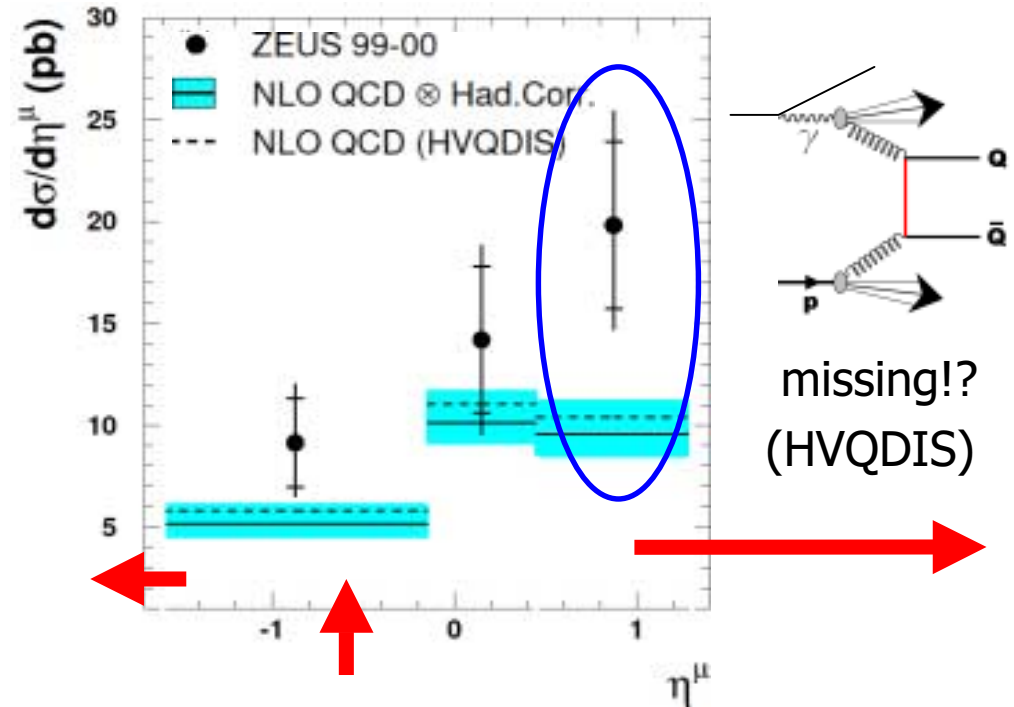 dσ/dη^μ (pb)
30
25
20
15
10
5
ZEUS 99-00
NLO QCD ⊗ Had.Corr.
NLO QCD (HVQDIS)
-1 0 1
η^μ
γ
Q
Q̄
p
missing!?
(HVQDIS)